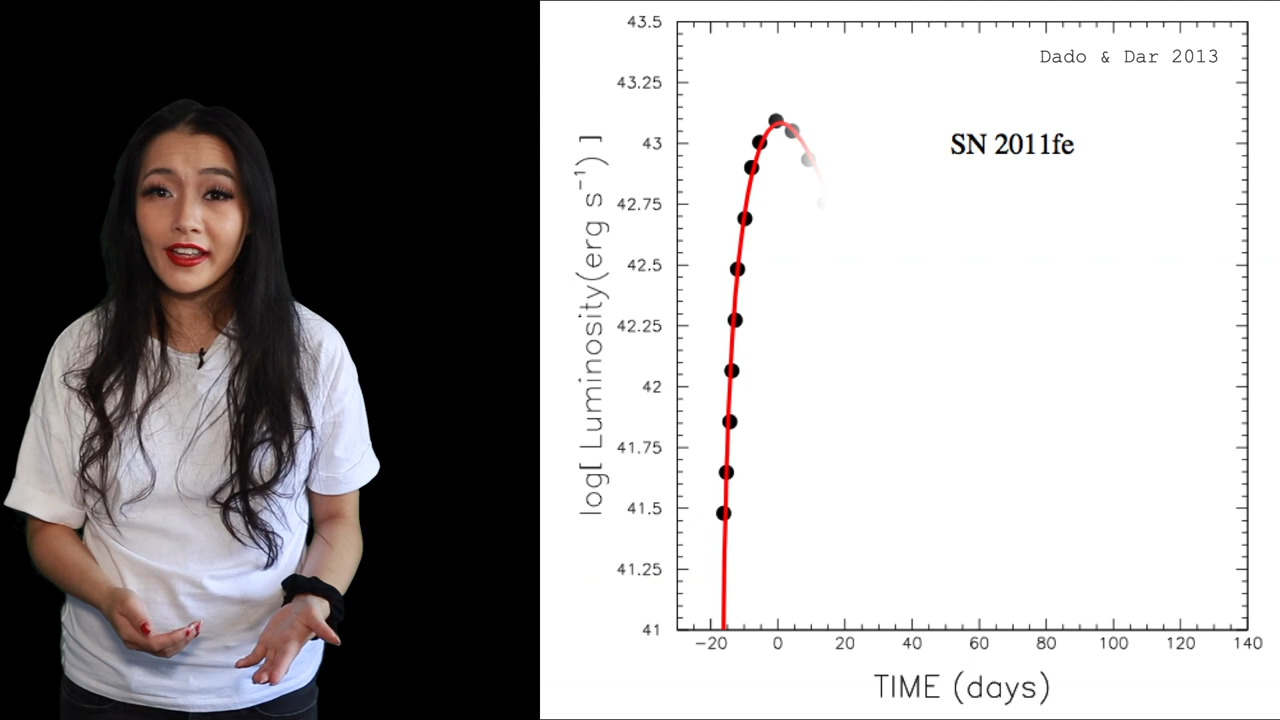 43.5
Dado & Dar 2013
43.25
43
SN 2011fe
42.75
42.5
42.25
42
41.75
41.5
41.25
41
log[ Luminosity(erg s⁻¹) ]
−20 0 20 40 60 80 100 120 140
TIME (days)